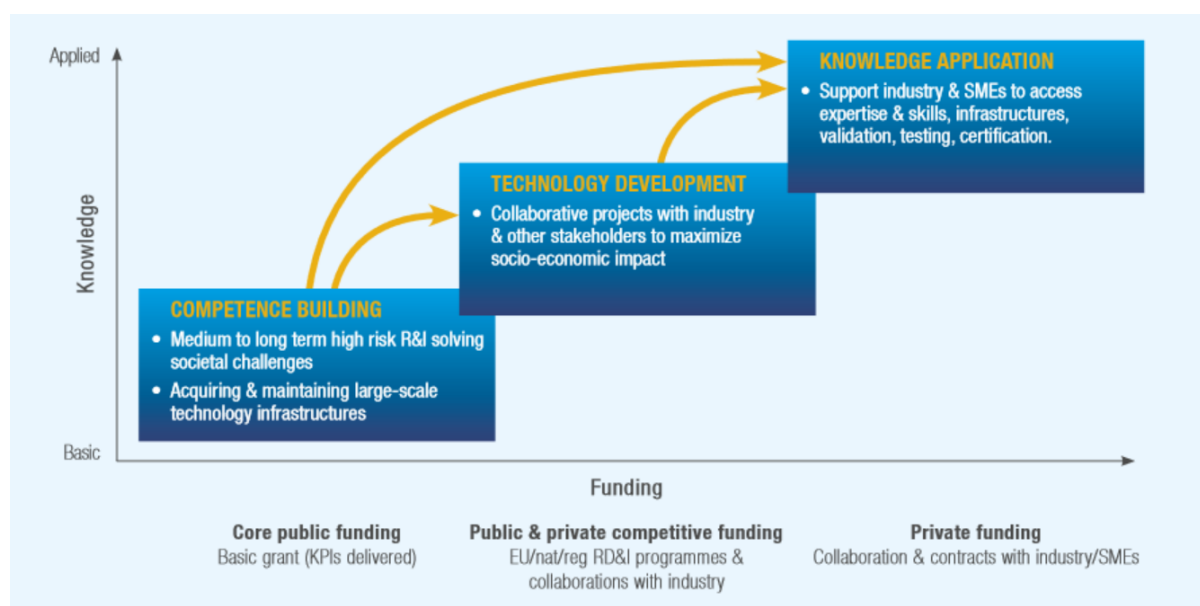 Applied
Knowledge
Basic
KNOWLEDGE APPLICATION
• Support industry & SMEs to access
expertise & skills, infrastructures,
validation, testing, certification.
TECHNOLOGY DEVELOPMENT
• Collaborative projects with industry
& other stakeholders to maximize
socio-economic impact
COMPETENCE BUILDING
• Medium to long term high risk R&I solving
societal challenges
• Acquiring & maintaining large-scale
technology infrastructures
Funding
Core public funding
Basic grant (KPIs delivered)
Public & private competitive funding
EU/nat/reg RD&I programmes &
collaborations with industry
Private funding
Collaboration & contracts with industry/SMEs